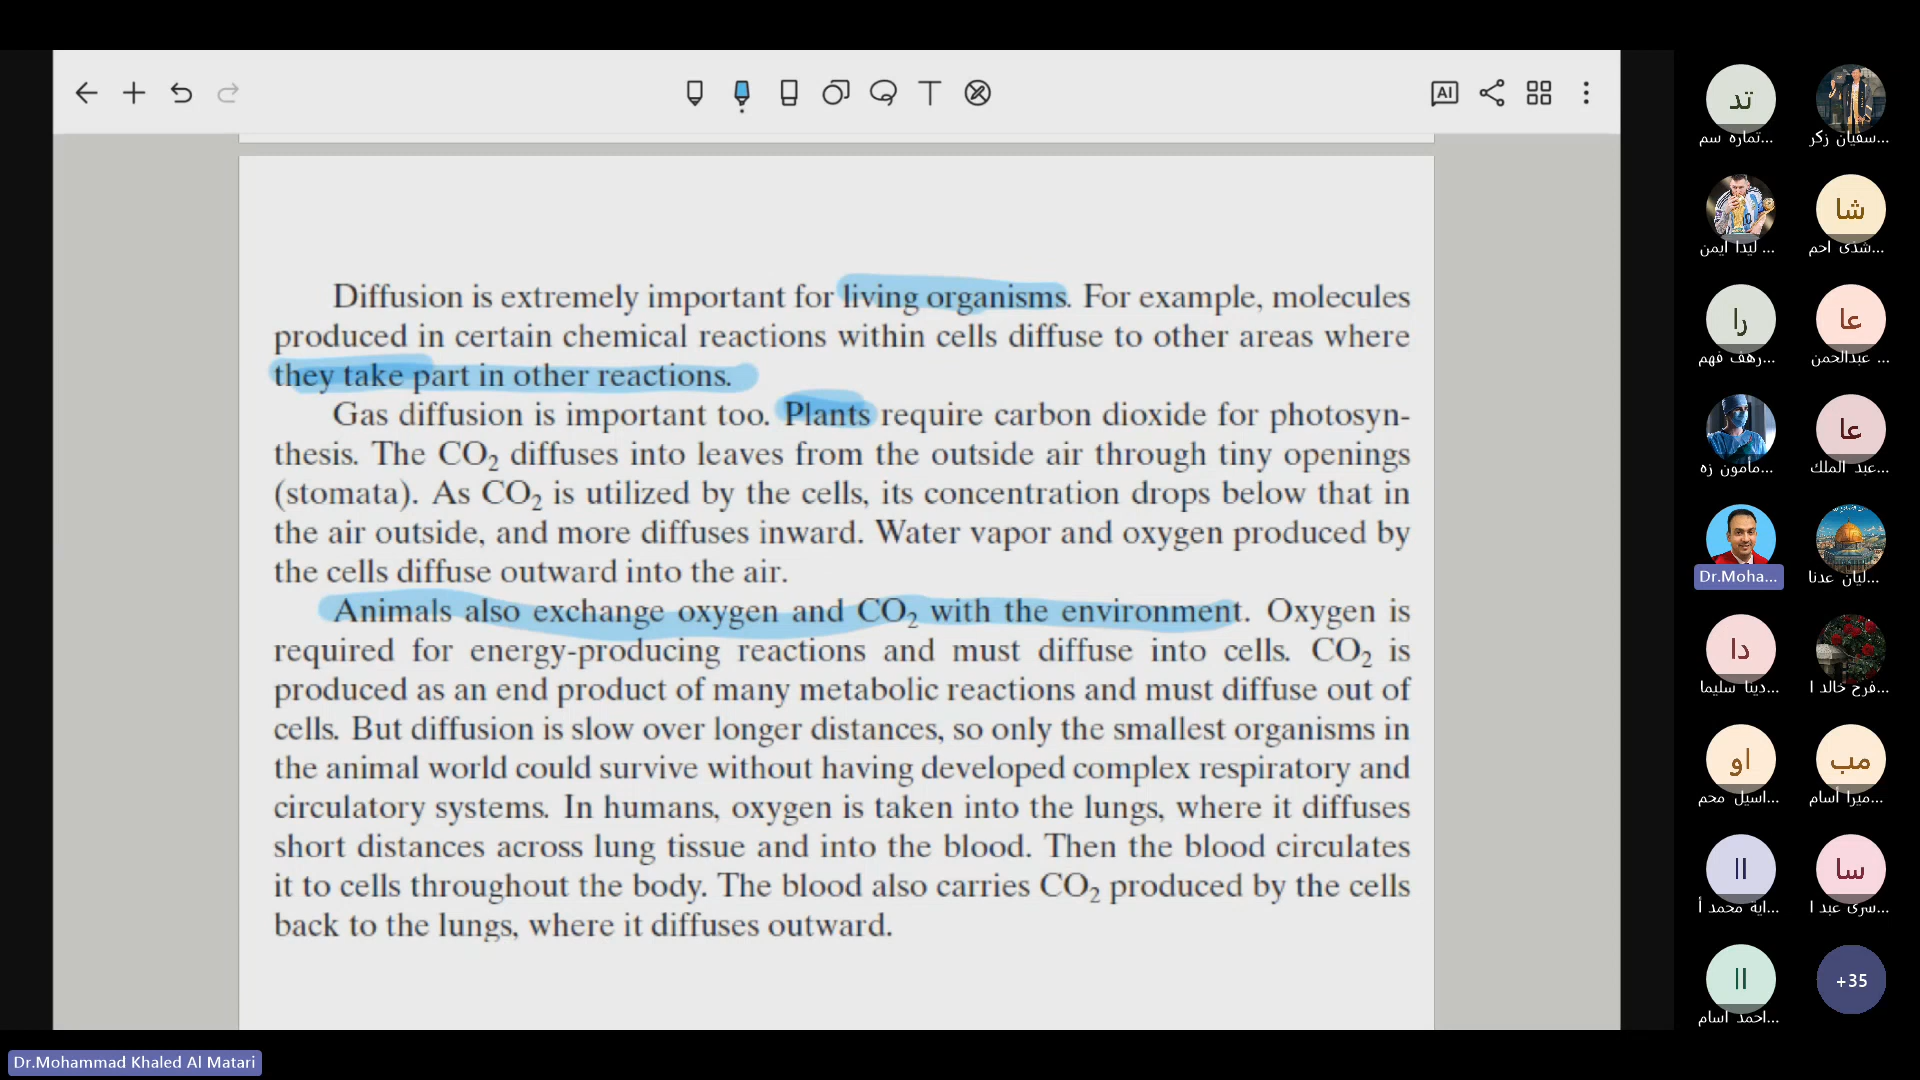 AI
Diffusion is extremely important for living organisms. For example, molecules
produced in certain chemical reactions within cells diffuse to other areas where
they take part in other reactions.
Gas diffusion is important too. Plants require carbon dioxide for photosyn-
thesis. The CO₂ diffuses into leaves from the outside air through tiny openings
(stomata). As CO₂ is utilized by the cells, its concentration drops below that in
the air outside, and more diffuses inward. Water vapor and oxygen produced by
the cells diffuse outward into the air.
Animals also exchange oxygen and CO₂ with the environment. Oxygen is
required for energy-producing reactions and must diffuse into cells. CO₂ is
produced as an end product of many metabolic reactions and must diffuse out of
cells. But diffusion is slow over longer distances, so only the smallest organisms in
the animal world could survive without having developed complex respiratory and
circulatory systems. In humans, oxygen is taken into the lungs, where it diffuses
short distances across lung tissue and into the blood. Then the blood circulates
it to cells throughout the body. The blood also carries CO₂ produced by the cells
back to the lungs, where it diffuses outward.
تد
تماره سم...
سفيان زكر...
ليدا ايمن ...
شا
شذى احم...
را
رهف فهم...
عا
عبدالحمن ...
مأمون زه...
عا
عبد الملك...
Dr.Moha...
ليان عدنا...
دا
دينا سليما...
فرح خالد ا...
او
اسيل محم...
مب
ميرا أسام...
اا
اية محمد أ...
سا
سرى عبد ا...
اا
احمد اسام...
+35
Dr.Mohammad Khaled Al Matari